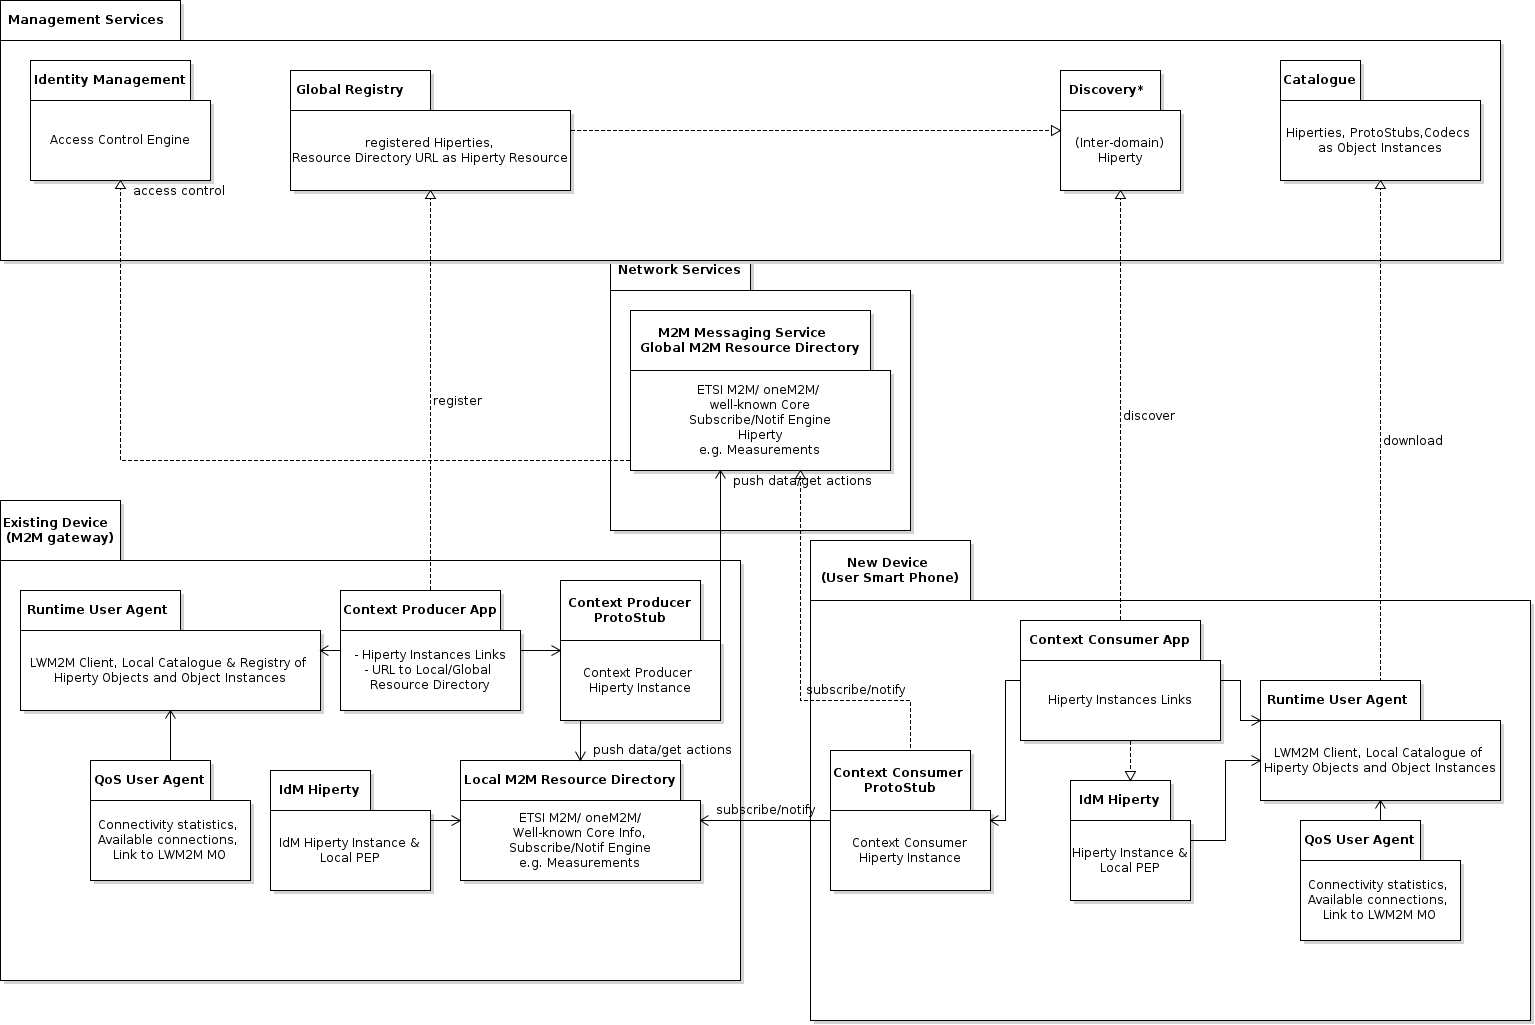 Management Services
Identity Management
Access Control Engine
access control
Global Registry
registered Hiperties,
Resource Directory URL as Hiperty Resource
Discovery*
(Inter-domain)
Hiperty
Catalogue
Hiperties, ProtoStubs,Codecs
as Object Instances
Network Services
M2M Messaging Service
Global M2M Resource Directory
ETSI M2M/ oneM2M/
well-known Core
Subscribe/Notif Engine
Hiperty
e.g. Measurements
push data/get actions
register
discover
download
Existing Device
(M2M gateway)
Runtime User Agent
LWM2M Client, Local Catalogue & Registry of
Hiperty Objects and Object Instances
Context Producer App
- Hiperty Instances Links
- URL to Local/Global
Resource Directory
Context Producer
ProtoStub
Context Producer
Hiperty Instance
push data/get actions
QoS User Agent
Connectivity statistics,
Available connections,
Link to LWM2M MO
IdM Hiperty
IdM Hiperty Instance &
Local PEP
Local M2M Resource Directory
ETSI M2M/ oneM2M/
Well-known Core Info,
Subscribe/Notif Engine
e.g. Measurements
subscribe/notify
New Device
(User Smart Phone)
subscribe/notify
Context Consumer App
Hiperty Instances Links
Context Consumer
ProtoStub
Context Consumer
Hiperty Instance
IdM Hiperty
Hiperty Instance &
Local PEP
Runtime User Agent
LWM2M Client, Local Catalogue of
Hiperty Objects and Object Instances
QoS User Agent
Connectivity statistics,
Available connections,
Link to LWM2M MO